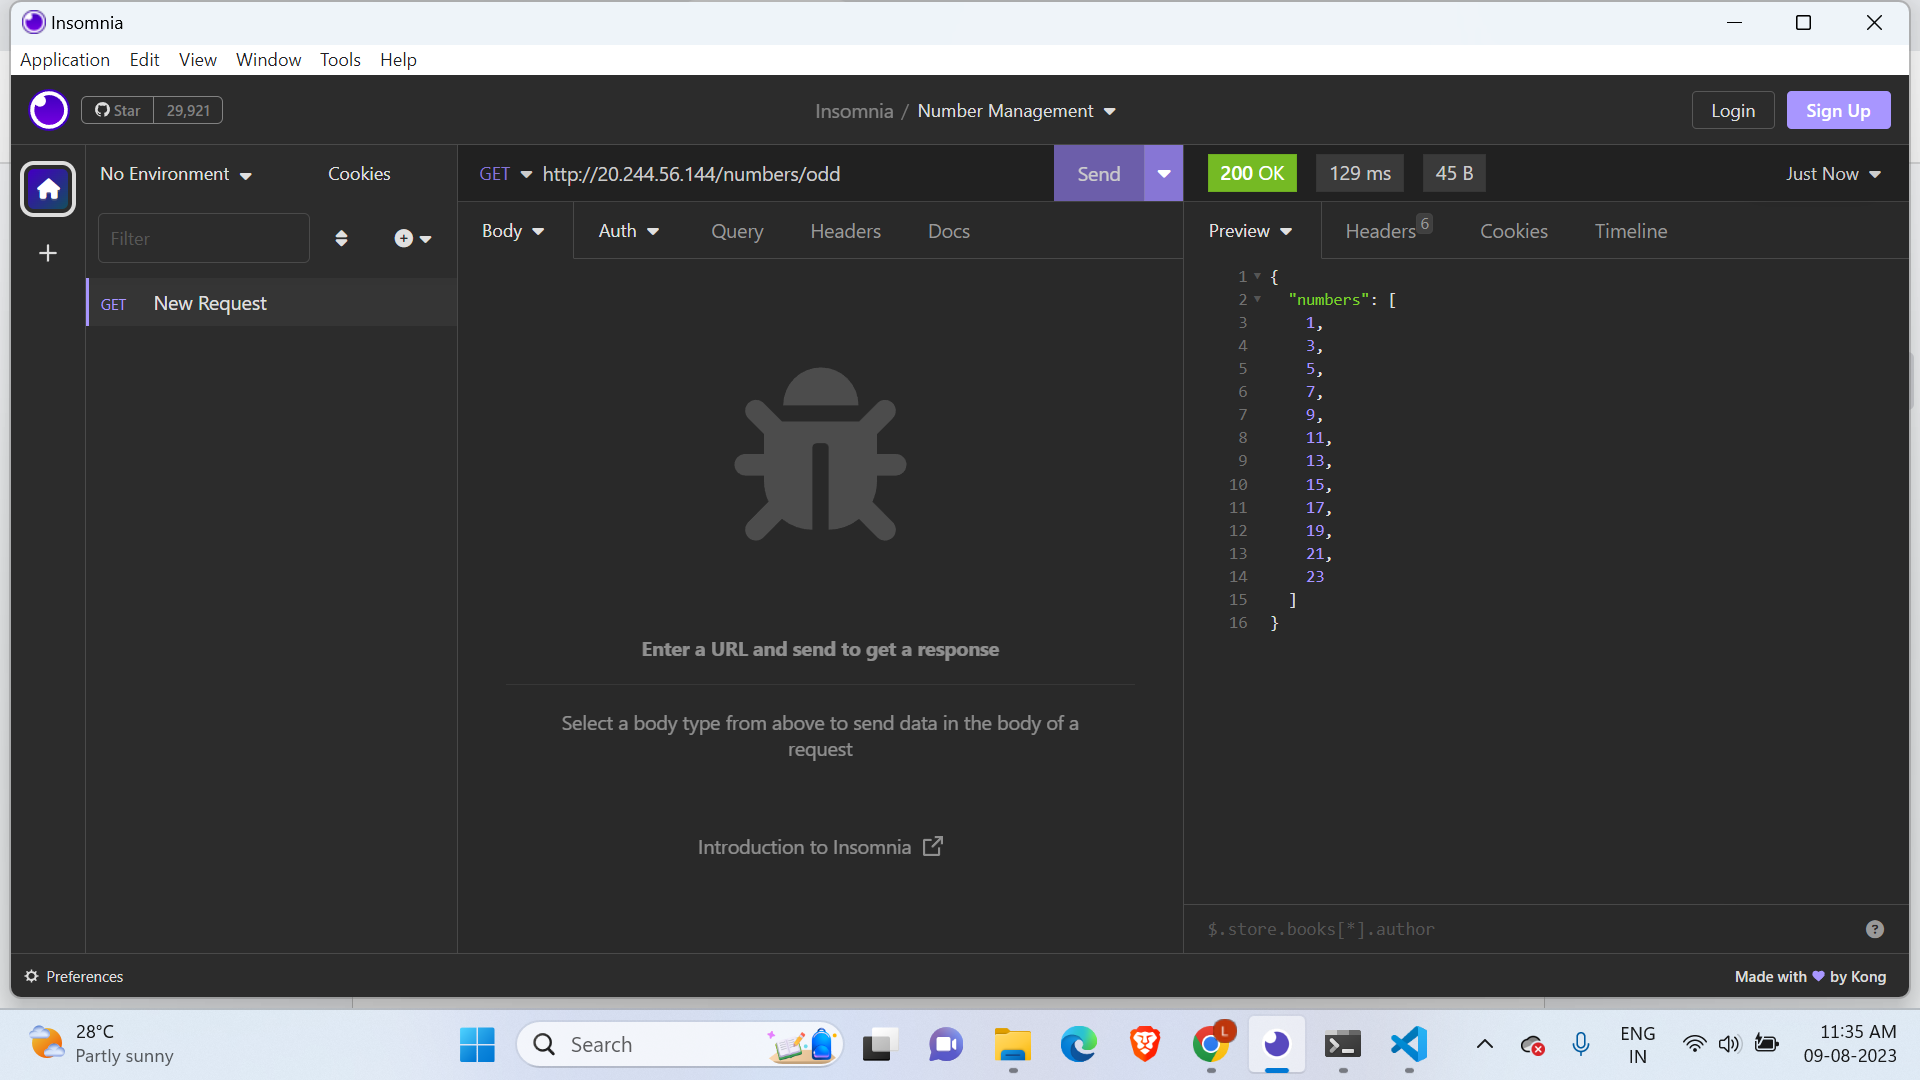 Insomnia
Application Edit View Window Tools Help
Star 29,921
Insomnia / Number Management
Login Sign Up
No Environment Cookies
GET http://20.244.56.144/numbers/odd Send
200 OK 129 ms 45 B Just Now
Filter
Body Auth Query Headers Docs
Preview Headers 6 Cookies Timeline
GET New Request
1 {
2 "numbers": [
3 1,
4 3,
5 5,
6 7,
7 9,
8 11,
9 13,
10 15,
11 17,
12 19,
13 21,
14 23
15 ]
16 }
Enter a URL and send to get a response
Select a body type from above to send data in the body of a
request
Introduction to Insomnia
$.store.books[*].author
Preferences
Made with by Kong
28°C
Partly sunny
Search
L
ENG
IN
11:35 AM
09-08-2023